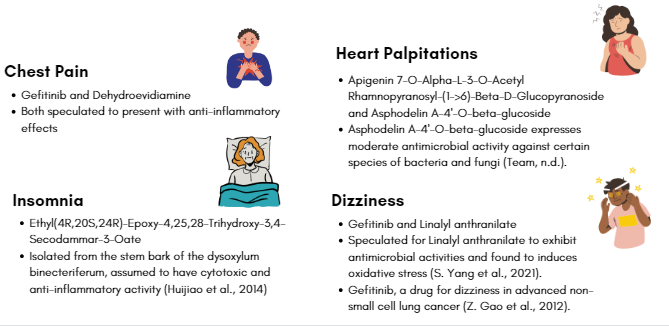 Chest Pain
Gefitinib and Dehydroevidiamine
Both speculated to present with anti-inflammatory
effects
Insomnia
Ethyl(4R,20S,24R)-Epoxy-4,25,28-Trihydroxy-3,4-
Secodammar-3-Oate
Isolated from the stem bark of the dysoxylum
binecteriferum, assumed to have cytotoxic and
anti-inflammatory activity (Huijiao et al., 2014)
Heart Palpitations
Apigenin 7-O-Alpha-L-3-O-Acetyl
Rhamnopyranosyl-(1->6)-Beta-D-Glucopyranoside
and Asphodelin A-4'-O-beta-glucoside
Asphodelin A-4'-O-beta-glucoside expresses
moderate antimicrobial activity against certain
species of bacteria and fungi (Team, n.d.).
Dizziness
Gefitinib and Linalyl anthranilate
Speculated for Linalyl anthranilate to exhibit
antimicrobial activities and found to induces
oxidative stress (S. Yang et al., 2021).
Gefitinib, a drug for dizziness in advanced non-
small cell lung cancer (Z. Gao et al., 2012).